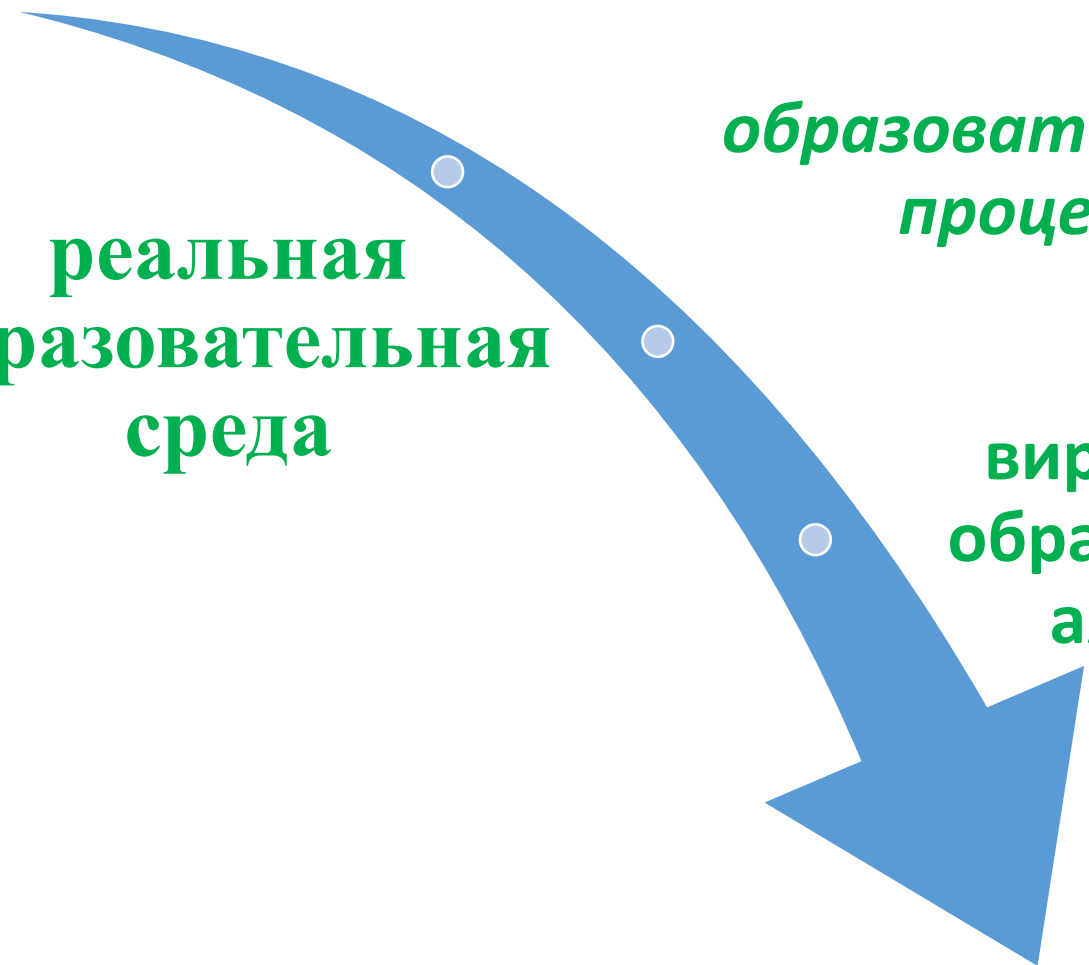 образоват
проце
реальная
разовательная
среда
вир
обра
а